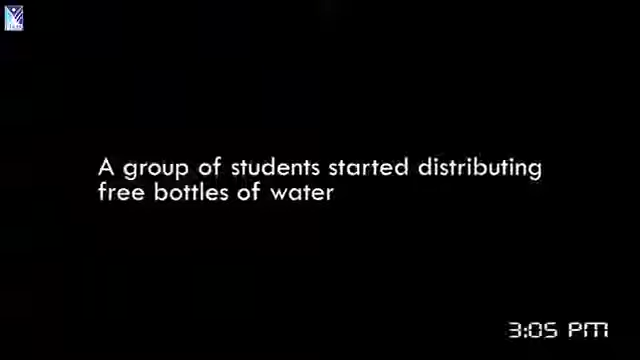 A group of students started distributing
free bottles of water
3:05 PM